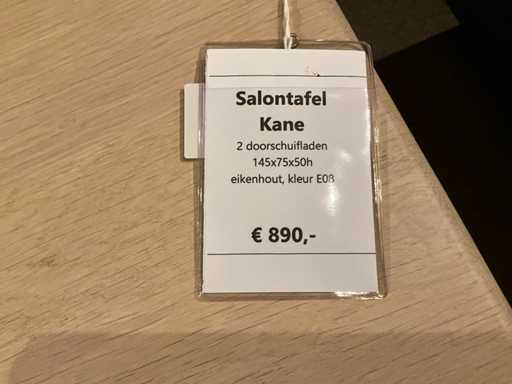 Salontafel
Kane
2 doorschuifladen
145x75x50h
eikenhout, kleur E08
€ 890,-